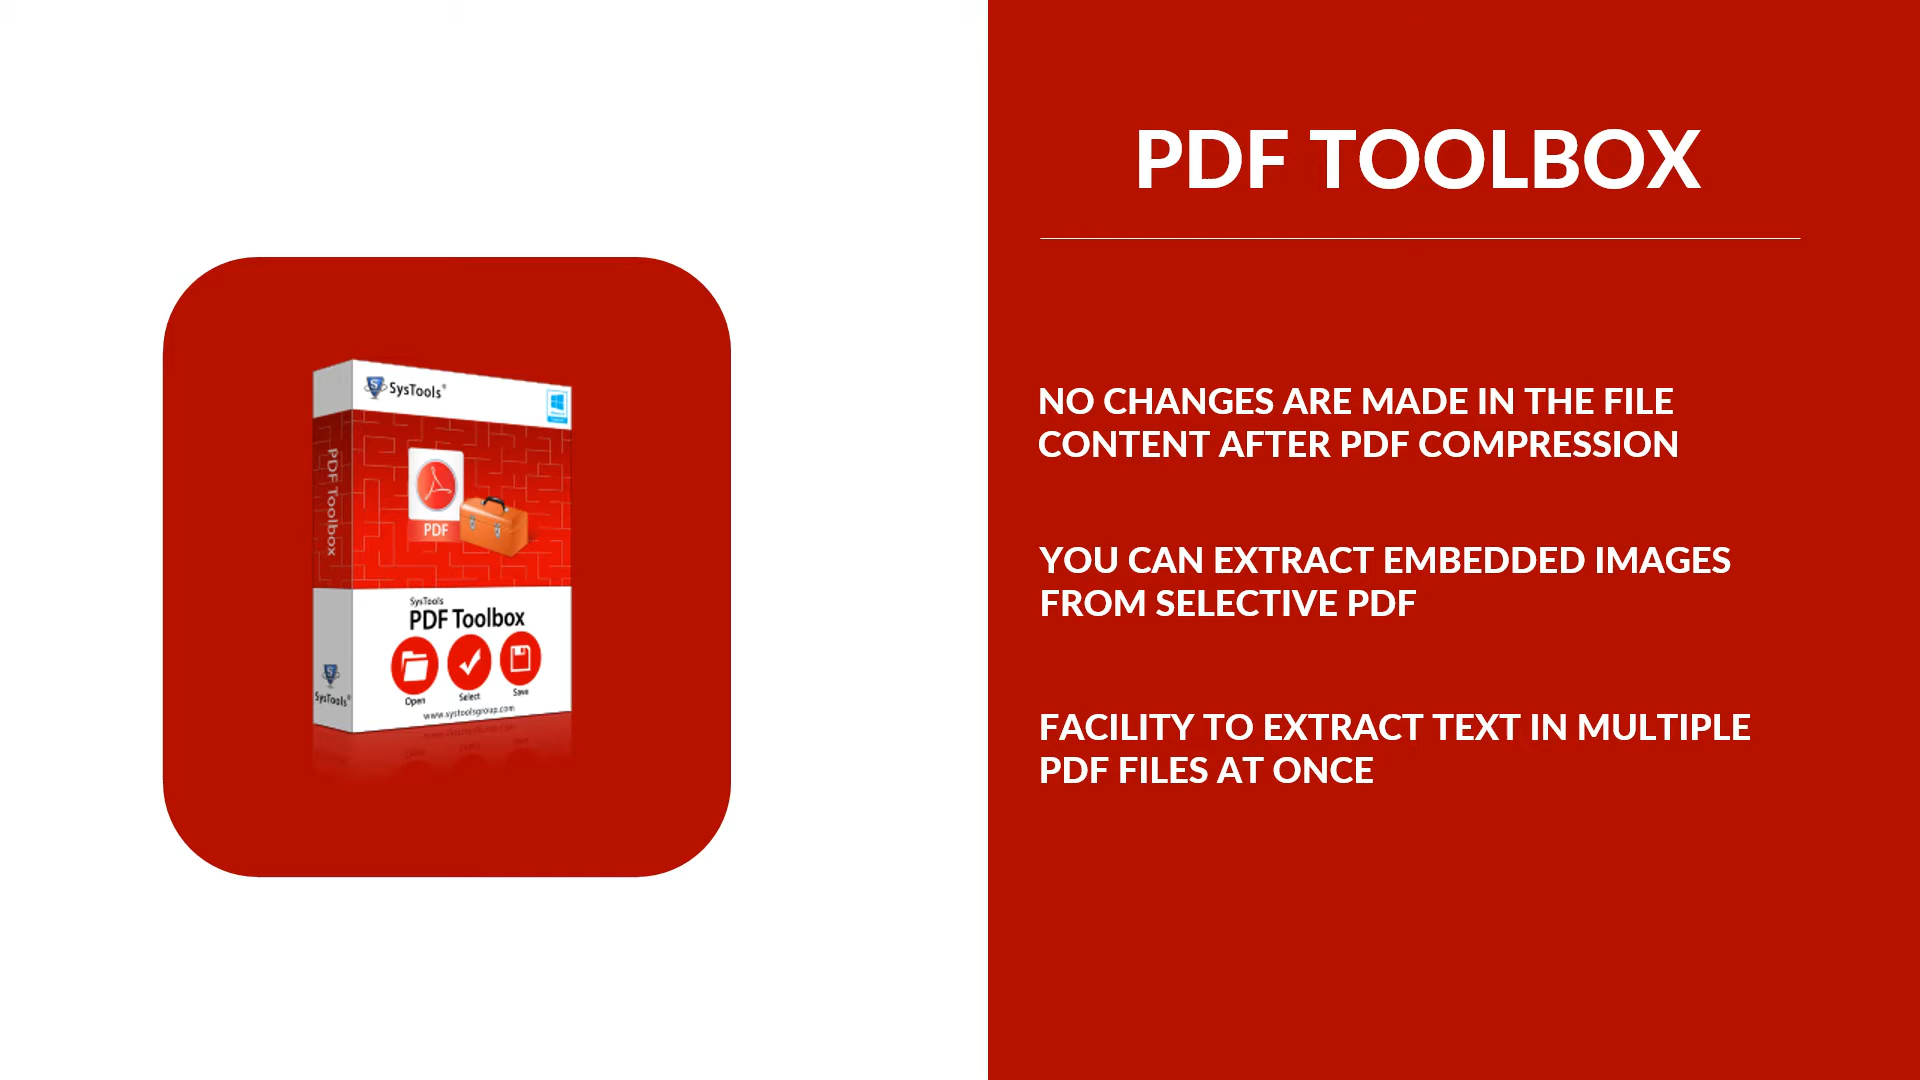 PDF TOOLBOX
NO CHANGES ARE MADE IN THE FILE
CONTENT AFTER PDF COMPRESSION
YOU CAN EXTRACT EMBEDDED IMAGES
FROM SELECTIVE PDF
FACILITY TO EXTRACT TEXT IN MULTIPLE
PDF FILES AT ONCE
SysTools®
PDF Toolbox
PDF
SysTools
PDF Toolbox
Open Select Save
SysTools®
www.systoolsgroup.com